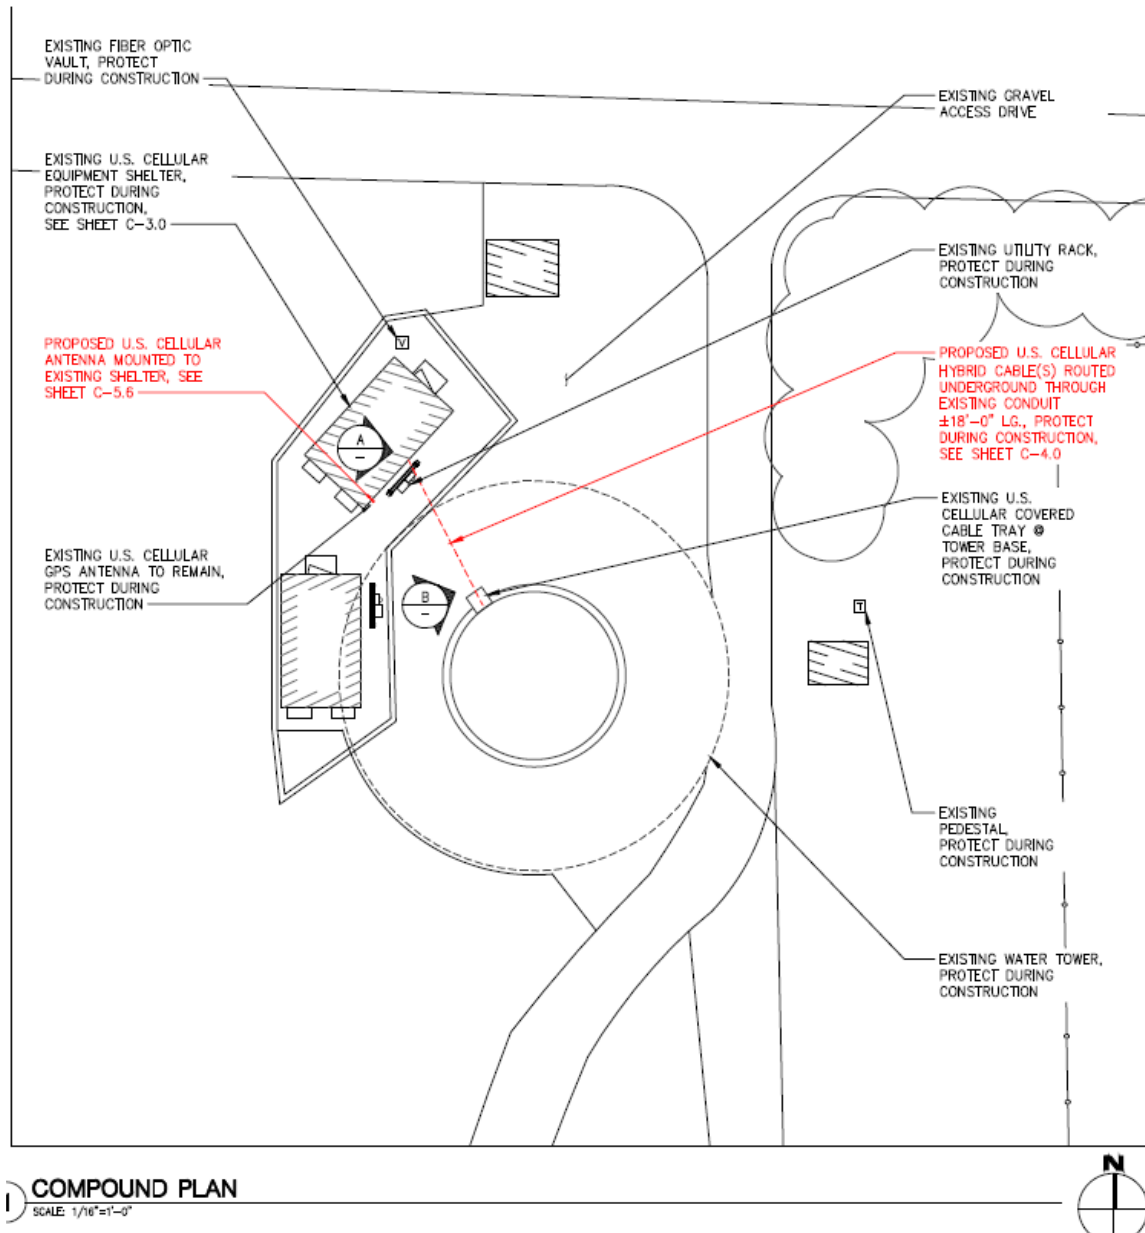 EXISTING FIBER OPTIC
VAULT, PROTECT
DURING CONSTRUCTION
EXISTING GRAVEL
ACCESS DRIVE
EXISTING U.S. CELLULAR
EQUIPMENT SHELTER,
PROTECT DURING
CONSTRUCTION,
SEE SHEET C-3.0
EXISTING UTILITY RACK,
PROTECT DURING
CONSTRUCTION
V
PROPOSED U.S. CELLULAR
ANTENNA MOUNTED TO
EXISTING SHELTER, SEE
SHEET C-5.6
PROPOSED U.S. CELLULAR
HYBRID CABLE(S) ROUTED
UNDERGROUND THROUGH
EXISTING CONDUIT
±18'-0" LG., PROTECT
DURING CONSTRUCTION,
SEE SHEET C-4.0
A
EXISTING U.S.
CELLULAR COVERED
CABLE TRAY @
TOWER BASE,
PROTECT DURING
CONSTRUCTION
EXISTING U.S. CELLULAR
GPS ANTENNA TO REMAIN,
PROTECT DURING
CONSTRUCTION
B
T
EXISTING
PEDESTAL,
PROTECT DURING
CONSTRUCTION
EXISTING WATER TOWER,
PROTECT DURING
CONSTRUCTION
N
1
COMPOUND PLAN
SCALE: 1/16"=1'-0"